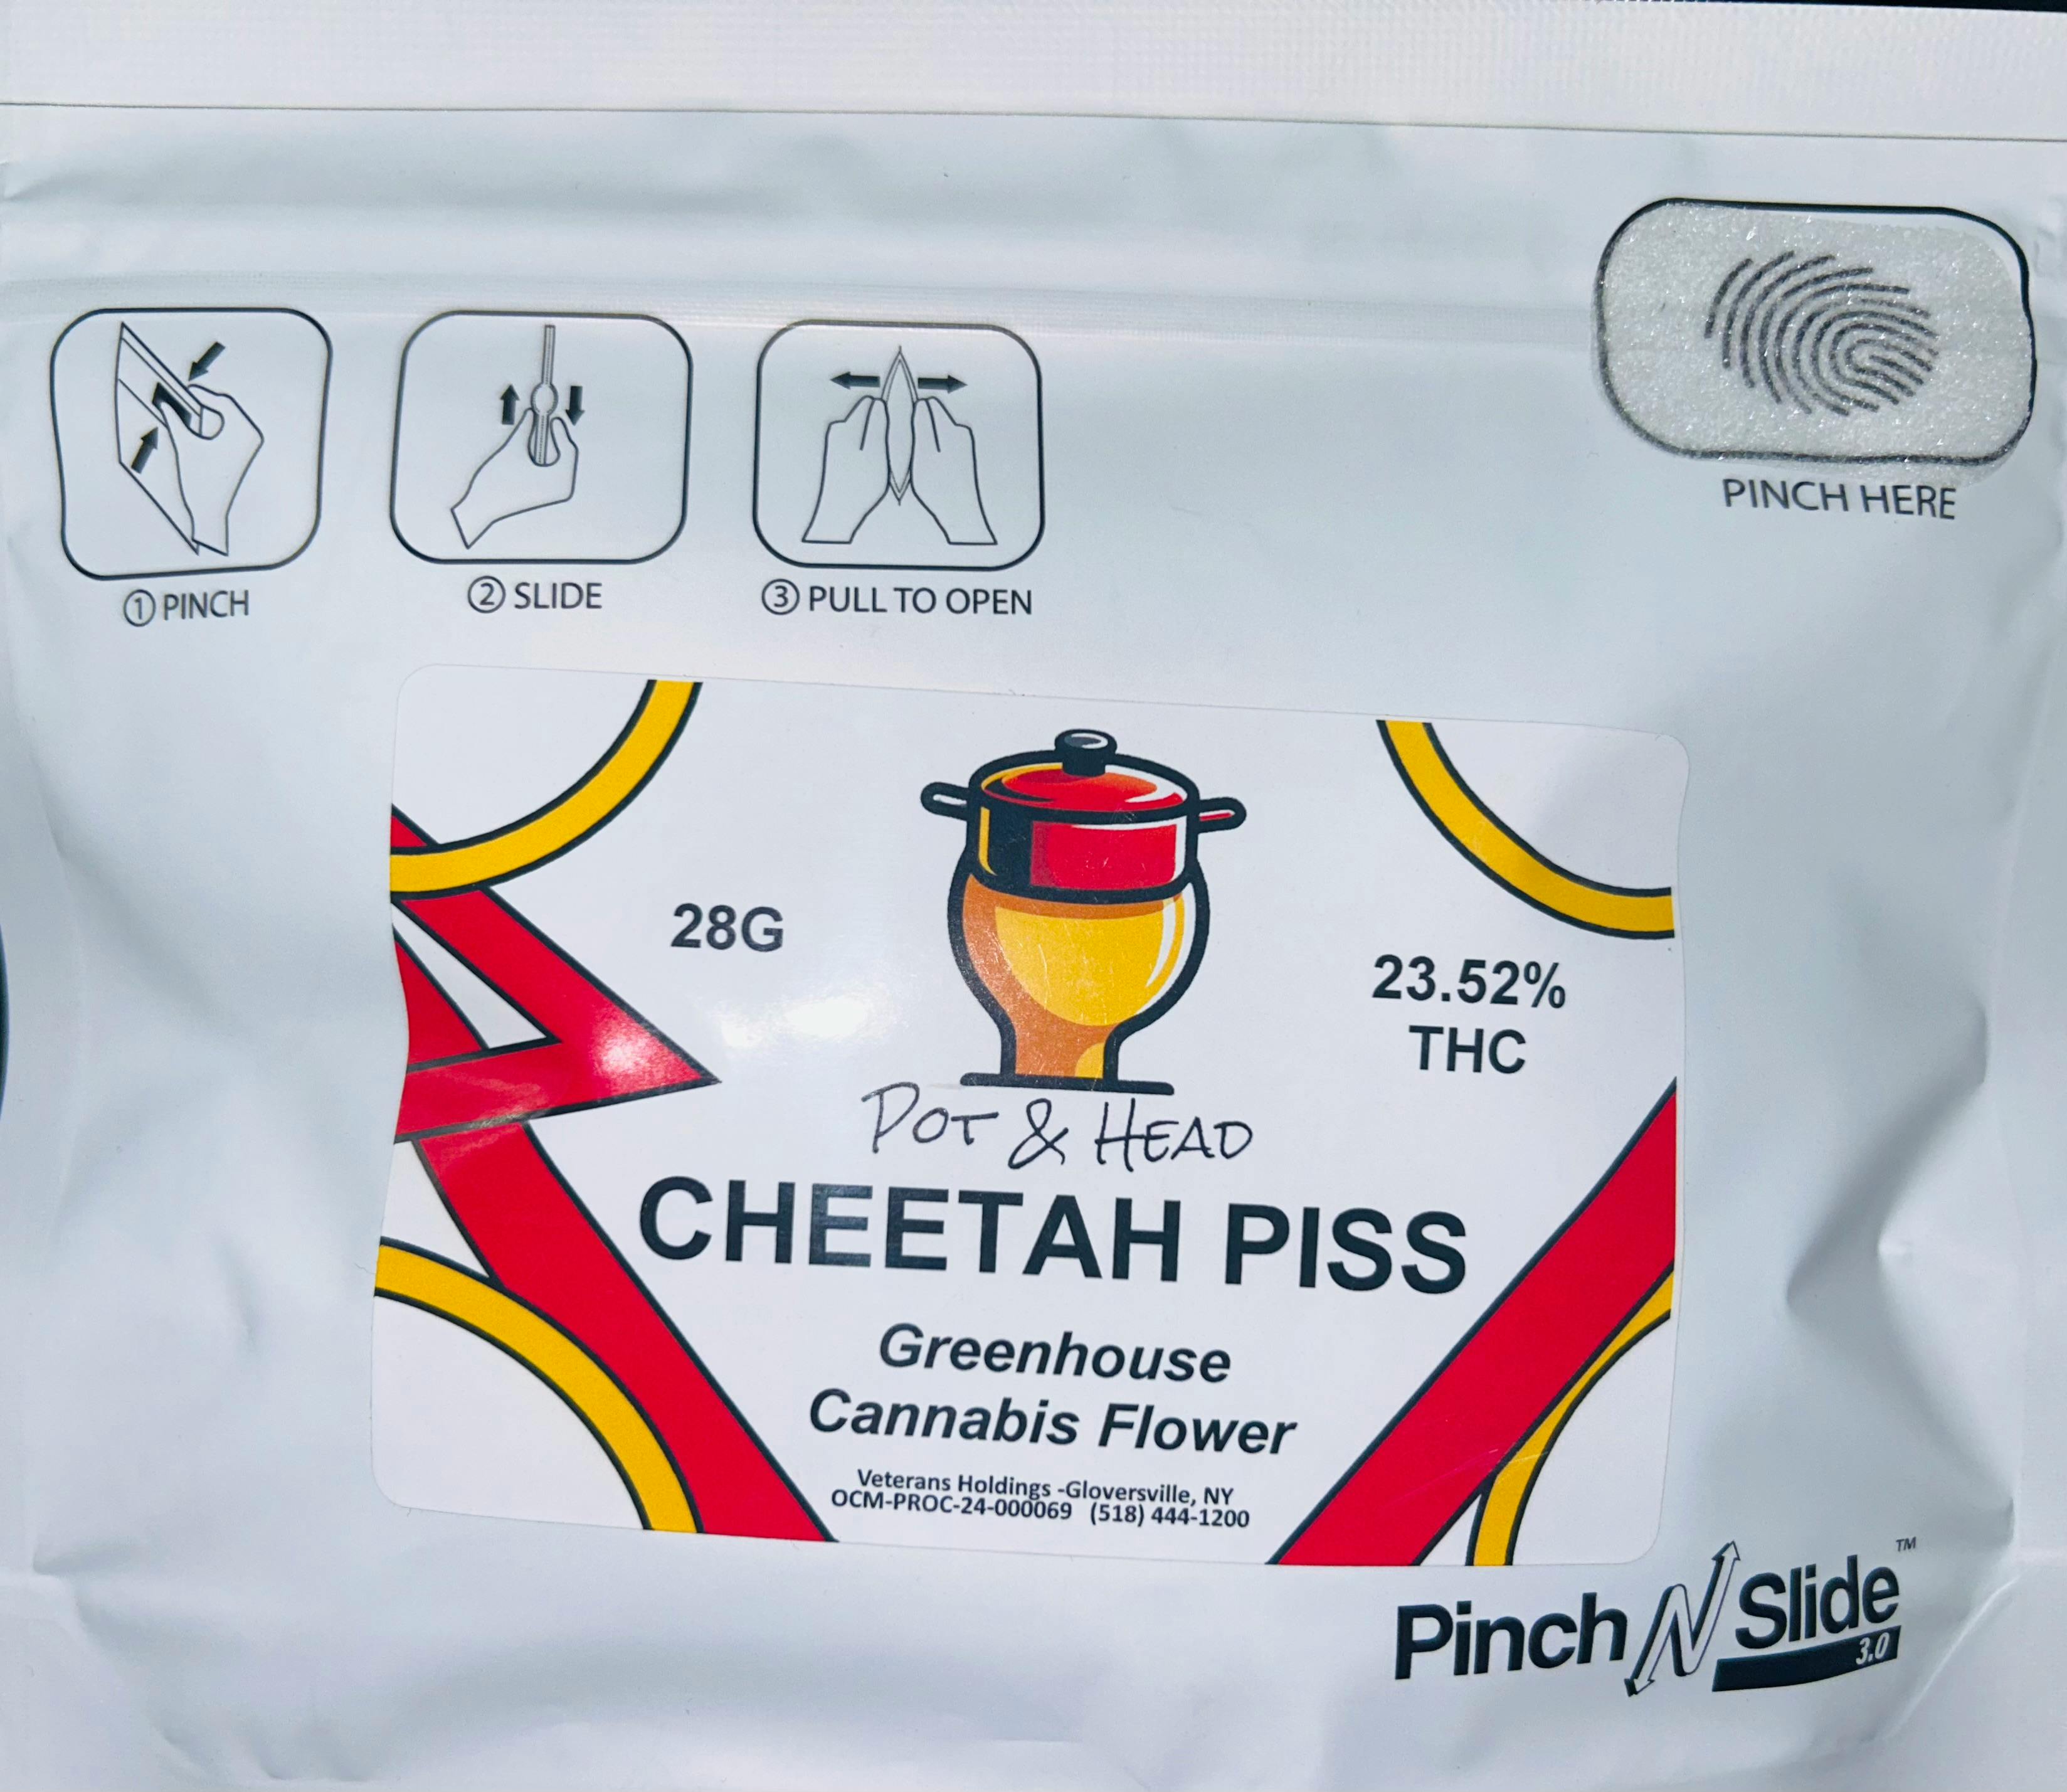 PINCH HERE
① PINCH
② SLIDE
③ PULL TO OPEN
28G
23.52%
THC
POT & HEAD
CHEETAH PISS
Greenhouse
Cannabis Flower
Veterans Holdings -Gloversville, NY
OCM-PROC-24-000069 (518) 444-1200
Pinch N Slide™
3.0